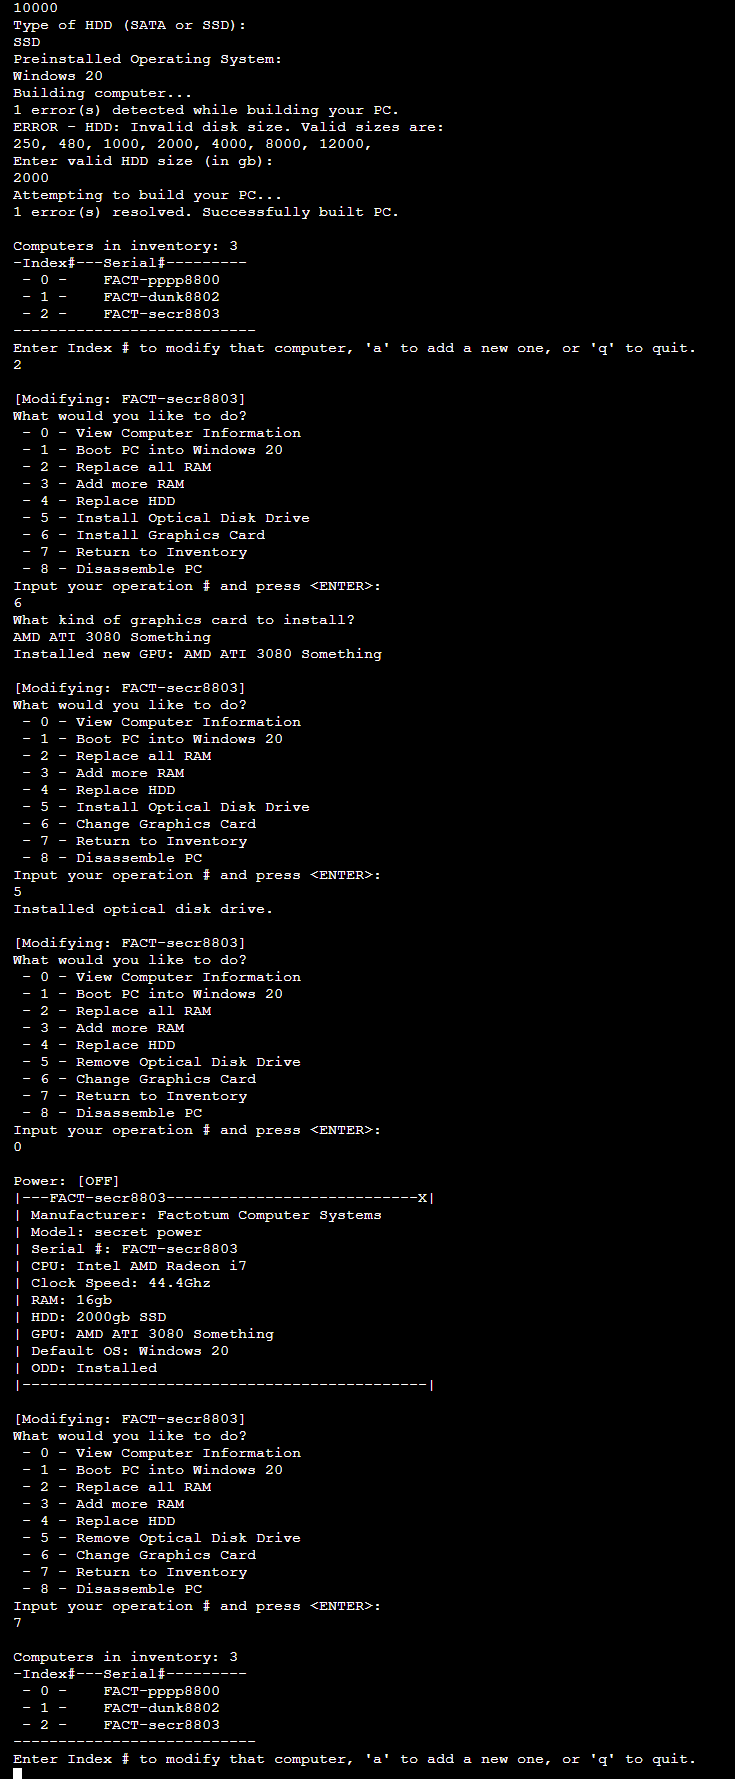 10000
Type of HDD (SATA or SSD):
SSD
Preinstalled Operating System:
Windows 20
Building computer...
1 error(s) detected while building your PC.
ERROR - HDD: Invalid disk size. Valid sizes are:
250, 480, 1000, 2000, 4000, 8000, 12000,
Enter valid HDD size (in gb):
2000
Attempting to build your PC...
1 error(s) resolved. Successfully built PC.

Computers in inventory: 3
-Index#---Serial#---------
 - 0 -    FACT-pppp8800
 - 1 -    FACT-dunk8802
 - 2 -    FACT-secr8803
---------------------------
Enter Index # to modify that computer, 'a' to add a new one, or 'q' to quit.
2

[Modifying: FACT-secr8803]
What would you like to do?
 - 0 - View Computer Information
 - 1 - Boot PC into Windows 20
 - 2 - Replace all RAM
 - 3 - Add more RAM
 - 4 - Replace HDD
 - 5 - Install Optical Disk Drive
 - 6 - Install Graphics Card
 - 7 - Return to Inventory
 - 8 - Disassemble PC
Input your operation # and press <ENTER>:
6
What kind of graphics card to install?
AMD ATI 3080 Something
Installed new GPU: AMD ATI 3080 Something

[Modifying: FACT-secr8803]
What would you like to do?
 - 0 - View Computer Information
 - 1 - Boot PC into Windows 20
 - 2 - Replace all RAM
 - 3 - Add more RAM
 - 4 - Replace HDD
 - 5 - Install Optical Disk Drive
 - 6 - Change Graphics Card
 - 7 - Return to Inventory
 - 8 - Disassemble PC
Input your operation # and press <ENTER>:
5
Installed optical disk drive.

[Modifying: FACT-secr8803]
What would you like to do?
 - 0 - View Computer Information
 - 1 - Boot PC into Windows 20
 - 2 - Replace all RAM
 - 3 - Add more RAM
 - 4 - Replace HDD
 - 5 - Remove Optical Disk Drive
 - 6 - Change Graphics Card
 - 7 - Return to Inventory
 - 8 - Disassemble PC
Input your operation # and press <ENTER>:
0

Power: [OFF]
|---FACT-secr8803----------------------------X|
| Manufacturer: Factotum Computer Systems
| Model: secret power
| Serial #: FACT-secr8803
| CPU: Intel AMD Radeon i7
| Clock Speed: 44.4Ghz
| RAM: 16gb
| HDD: 2000gb SSD
| GPU: AMD ATI 3080 Something
| Default OS: Windows 20
| ODD: Installed
|---------------------------------------------|

[Modifying: FACT-secr8803]
What would you like to do?
 - 0 - View Computer Information
 - 1 - Boot PC into Windows 20
 - 2 - Replace all RAM
 - 3 - Add more RAM
 - 4 - Replace HDD
 - 5 - Remove Optical Disk Drive
 - 6 - Change Graphics Card
 - 7 - Return to Inventory
 - 8 - Disassemble PC
Input your operation # and press <ENTER>:
7

Computers in inventory: 3
-Index#---Serial#---------
 - 0 -    FACT-pppp8800
 - 1 -    FACT-dunk8802
 - 2 -    FACT-secr8803
---------------------------
Enter Index # to modify that computer, 'a' to add a new one, or 'q' to quit.